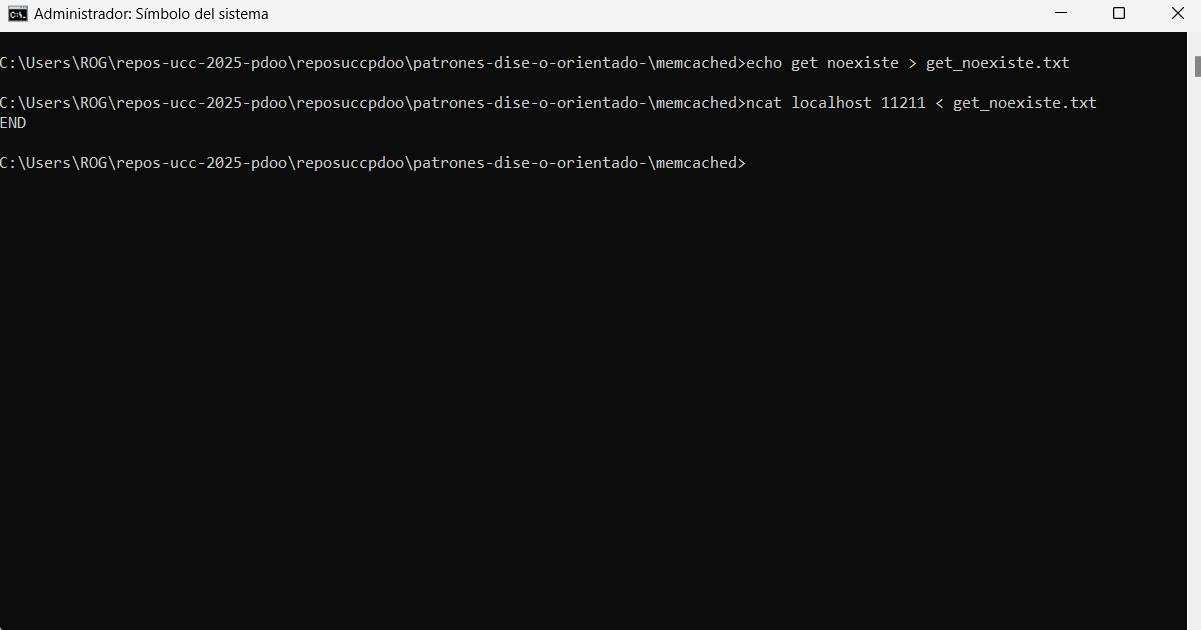 Administrador: Símbolo del sistema
C:\Users\ROG\repos-ucc-2025-pdoo\reposuccpdoo\patrones-dise-o-orientado-\memcached>echo get noexiste > get_noexiste.txt
C:\Users\ROG\repos-ucc-2025-pdoo\reposuccpdoo\patrones-dise-o-orientado-\memcached>ncat localhost 11211 < get_noexiste.txt
END
C:\Users\ROG\repos-ucc-2025-pdoo\reposuccpdoo\patrones-dise-o-orientado-\memcached>